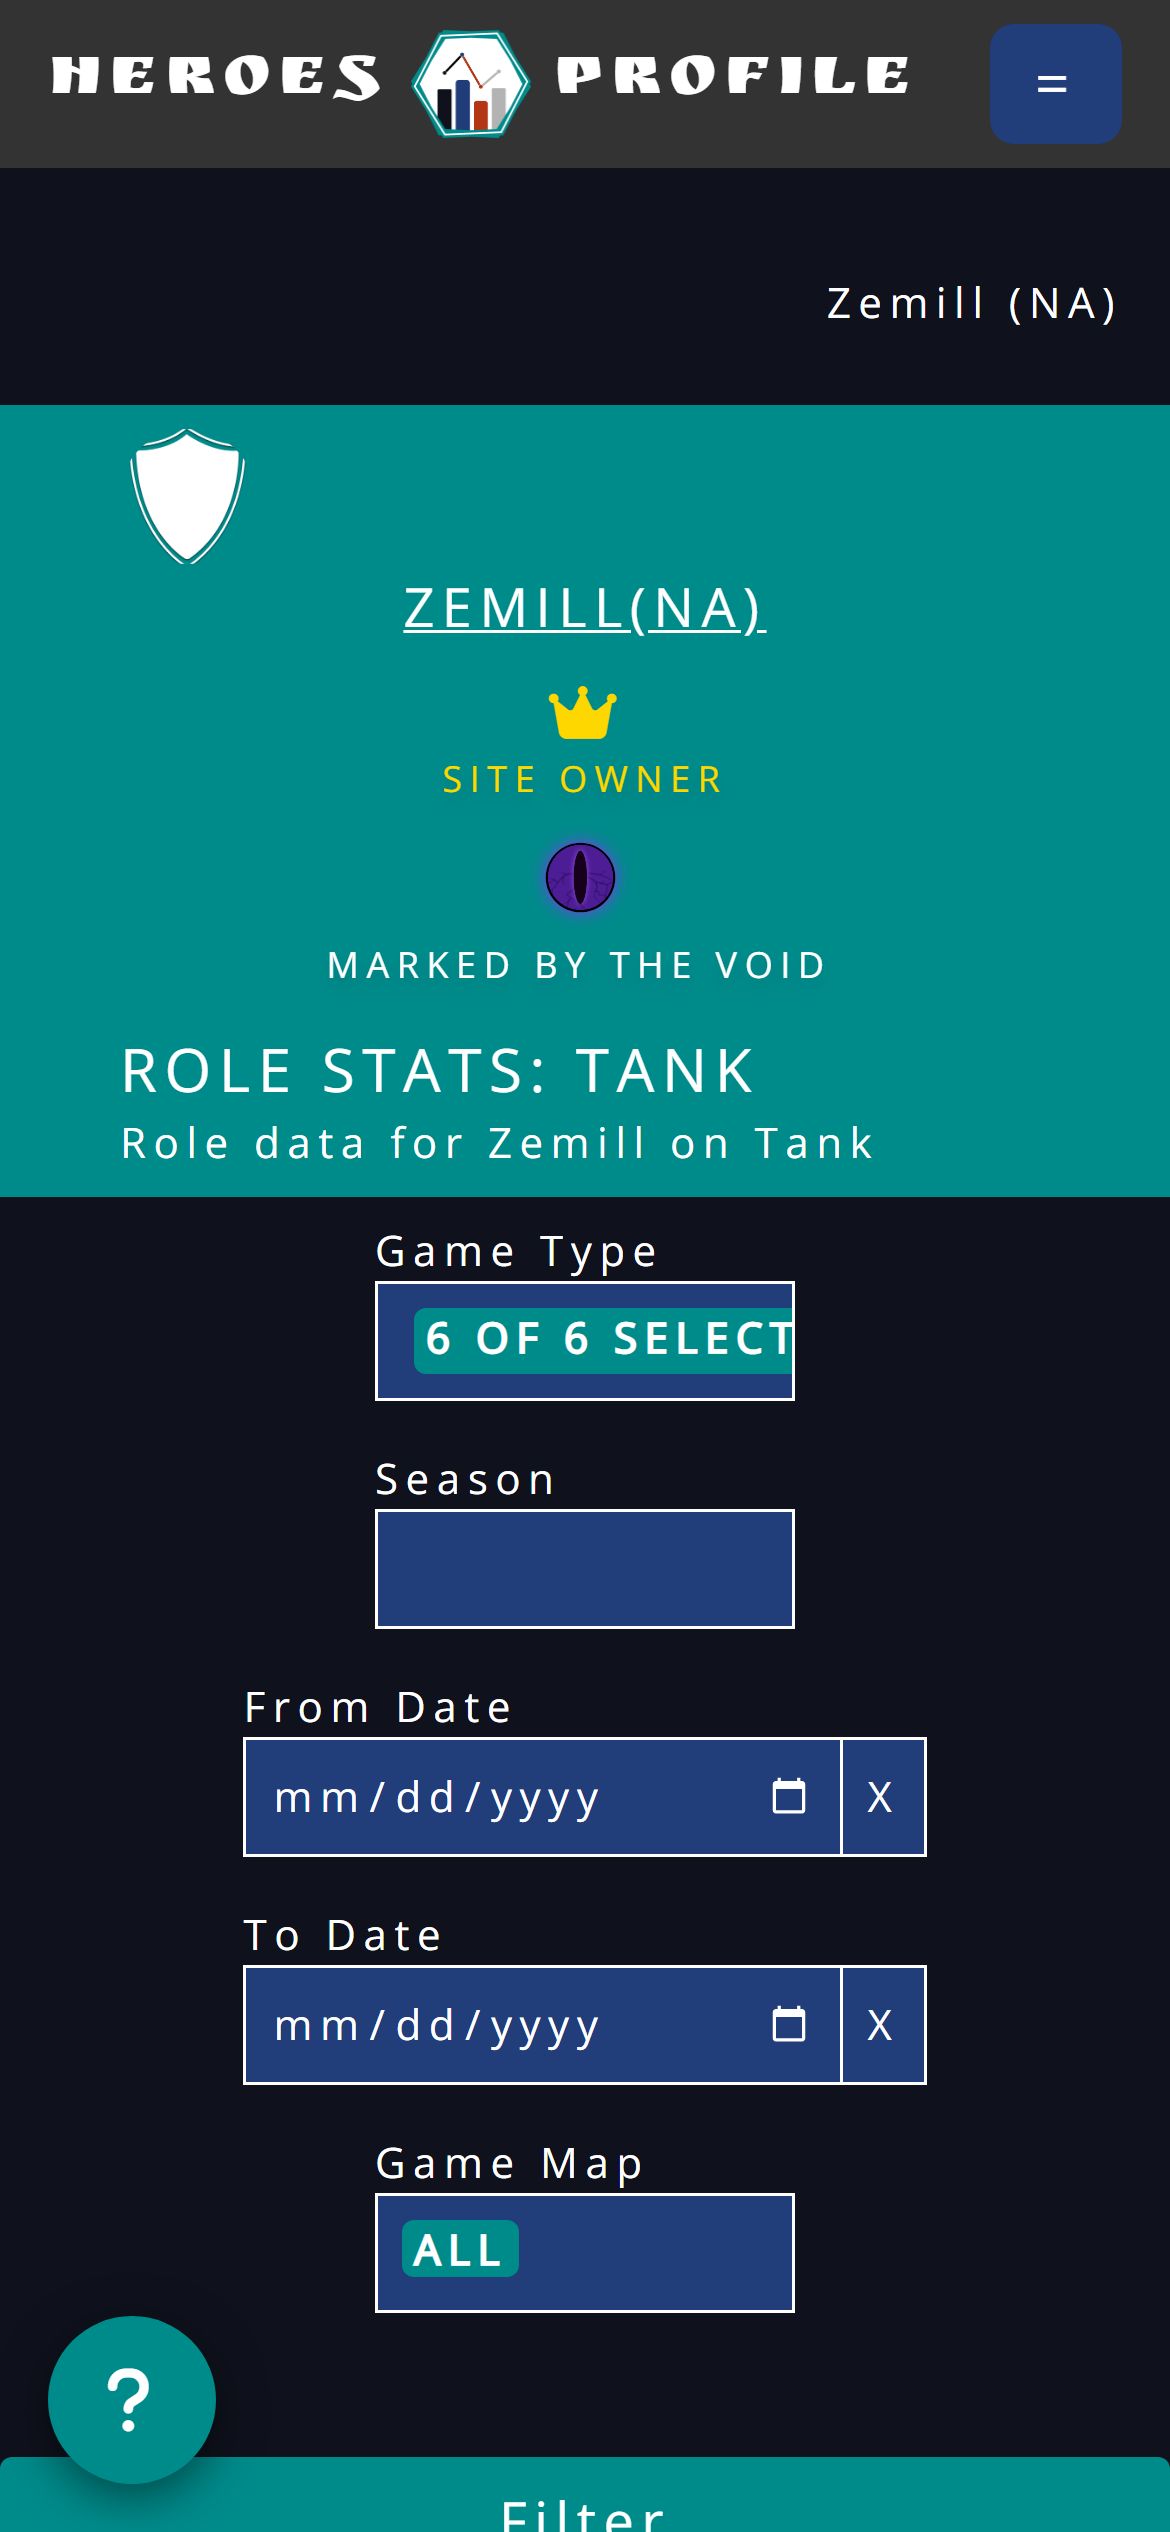 HEROES PROFILE
=
Zemill (NA)
ZEMILL(NA)
SITE OWNER
MARKED BY THE VOID
ROLE STATS: TANK
Role data for Zemill on Tank
Game Type
6 OF 6 SELECT
Season
From Date
mm/dd/yyyy X
To Date
mm/dd/yyyy X
Game Map
ALL
?
Filter